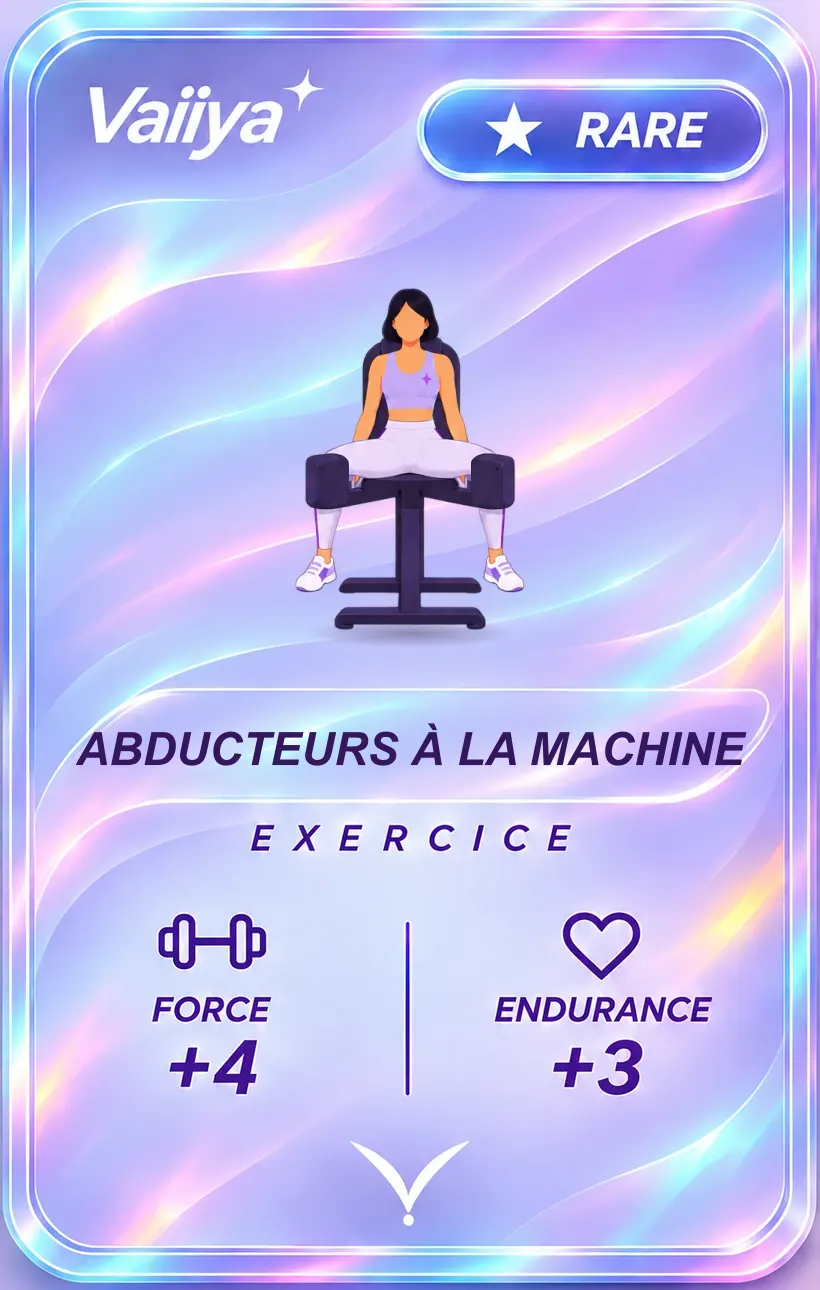 Vaiiya
RARE
ABDUCTEURS À LA MACHINE
EXERCICE
FORCE
+4
ENDURANCE
+3